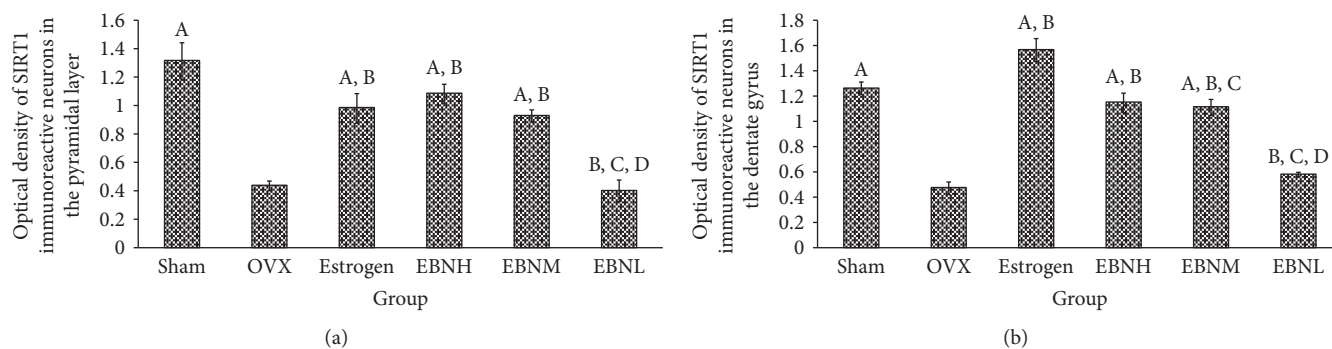 Optical density of SIRT1
immunoreactive neurons in
the pyramidal layer
1.6
1.4
1.2
1
0.8
0.6
0.4
0.2
0
A
A, B
A, B
A, B
B, C, D
Sham OVX Estrogen EBNH EBNM EBNL
Group
(a)
Optical density of SIRT1
immunoreactive neurons in
the dentate gyrus
1.8
1.6
1.4
1.2
1
0.8
0.6
0.4
0.2
0
A
A, B
A, B
A, B, C
B, C, D
Sham OVX Estrogen EBNH EBNM EBNL
Group
(b)